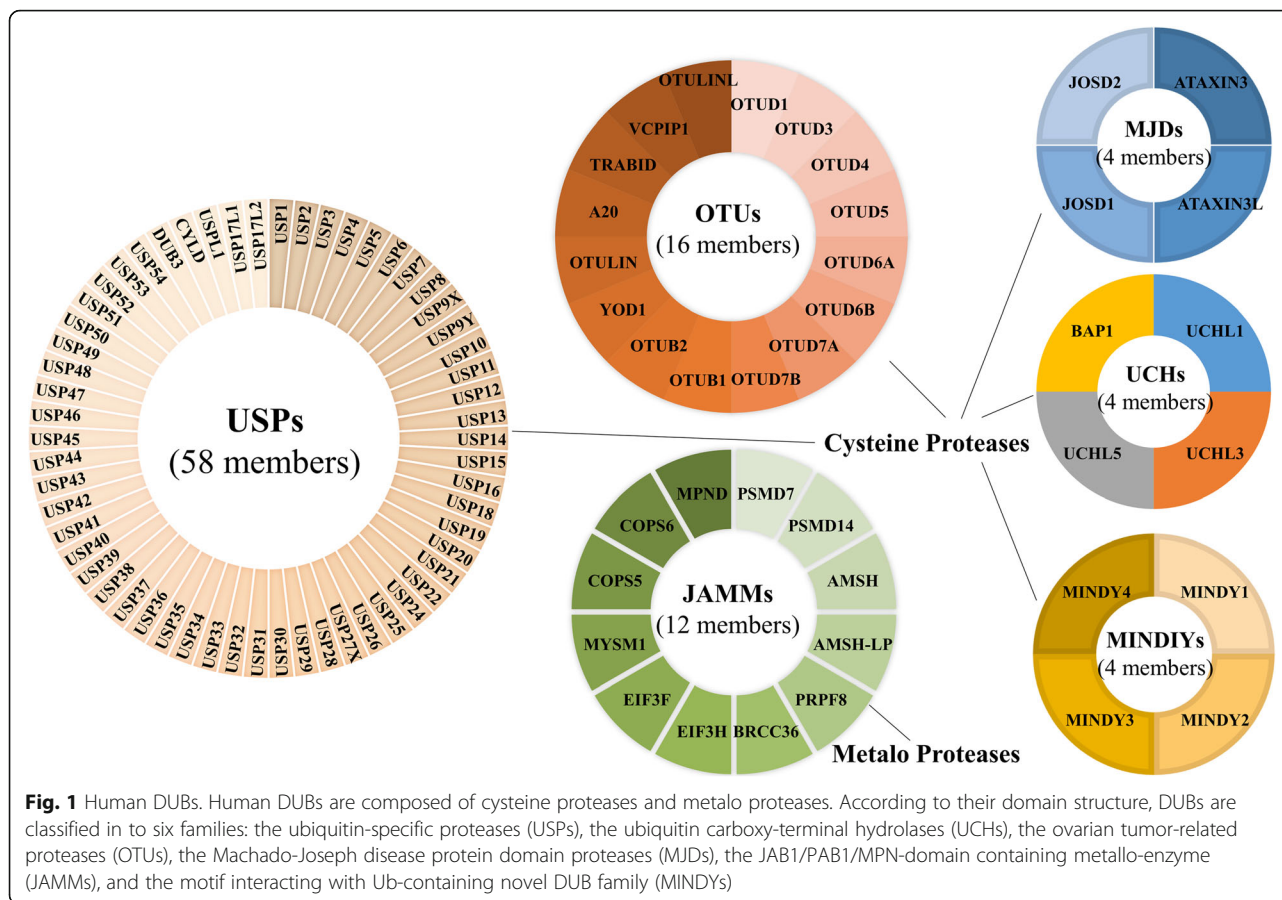 USP1
USP2
USP3
USP4
USP5
USP6
USP7
USP8
USP9X
USP9Y
USP10
USP11
USP12
USP13
USP14
USP15
USP16
USP18
USP19
USP20
USP21
USP22
USP24
USP25
USP26
USP27X
USP28
USP29
USP30
USP31
USP32
USP33
USP34
USP35
USP36
USP37
USP38
USP39
USP40
USP41
USP42
USP43
USP44
USP45
USP46
USP47
USP48
USP49
USP50
USP51
USP52
USP53
USP54
DUB3
CYLD
USPL1
USP17L1
USP17L2
USPs
(58 members)
OTUD1
OTUD3
OTUD4
OTUD5
OTUD6A
OTUD6B
OTUD7A
OTUD7B
OTUB1
OTUB2
YOD1
OTULIN
A20
TRABID
VCPIP1
OTULINL
OTUs
(16 members)
JOSD2
ATAXIN3
MJDs
(4 members)
JOSD1
ATAXIN3L
BAP1
UCHL1
UCHs
(4 members)
UCHL5
UCHL3
Cysteine Proteases
MPND
PSMD7
PSMD14
AMSH
AMSH-LP
PRPF8
BRCC36
EIF3H
EIF3F
MYSM1
COPS5
COPS6
JAMMs
(12 members)
Metalo Proteases
MINDY4
MINDY1
MINDIYs
(4 members)
MINDY3
MINDY2
Fig. 1 Human DUBs. Human DUBs are composed of cysteine proteases and metalo proteases. According to their domain structure, DUBs are
classified in to six families: the ubiquitin-specific proteases (USPs), the ubiquitin carboxy-terminal hydrolases (UCHs), the ovarian tumor-related
proteases (OTUs), the Machado-Joseph disease protein domain proteases (MJDs), the JAB1/PAB1/MPN-domain containing metallo-enzyme
(JAMMs), and the motif interacting with Ub-containing novel DUB family (MINDYs)